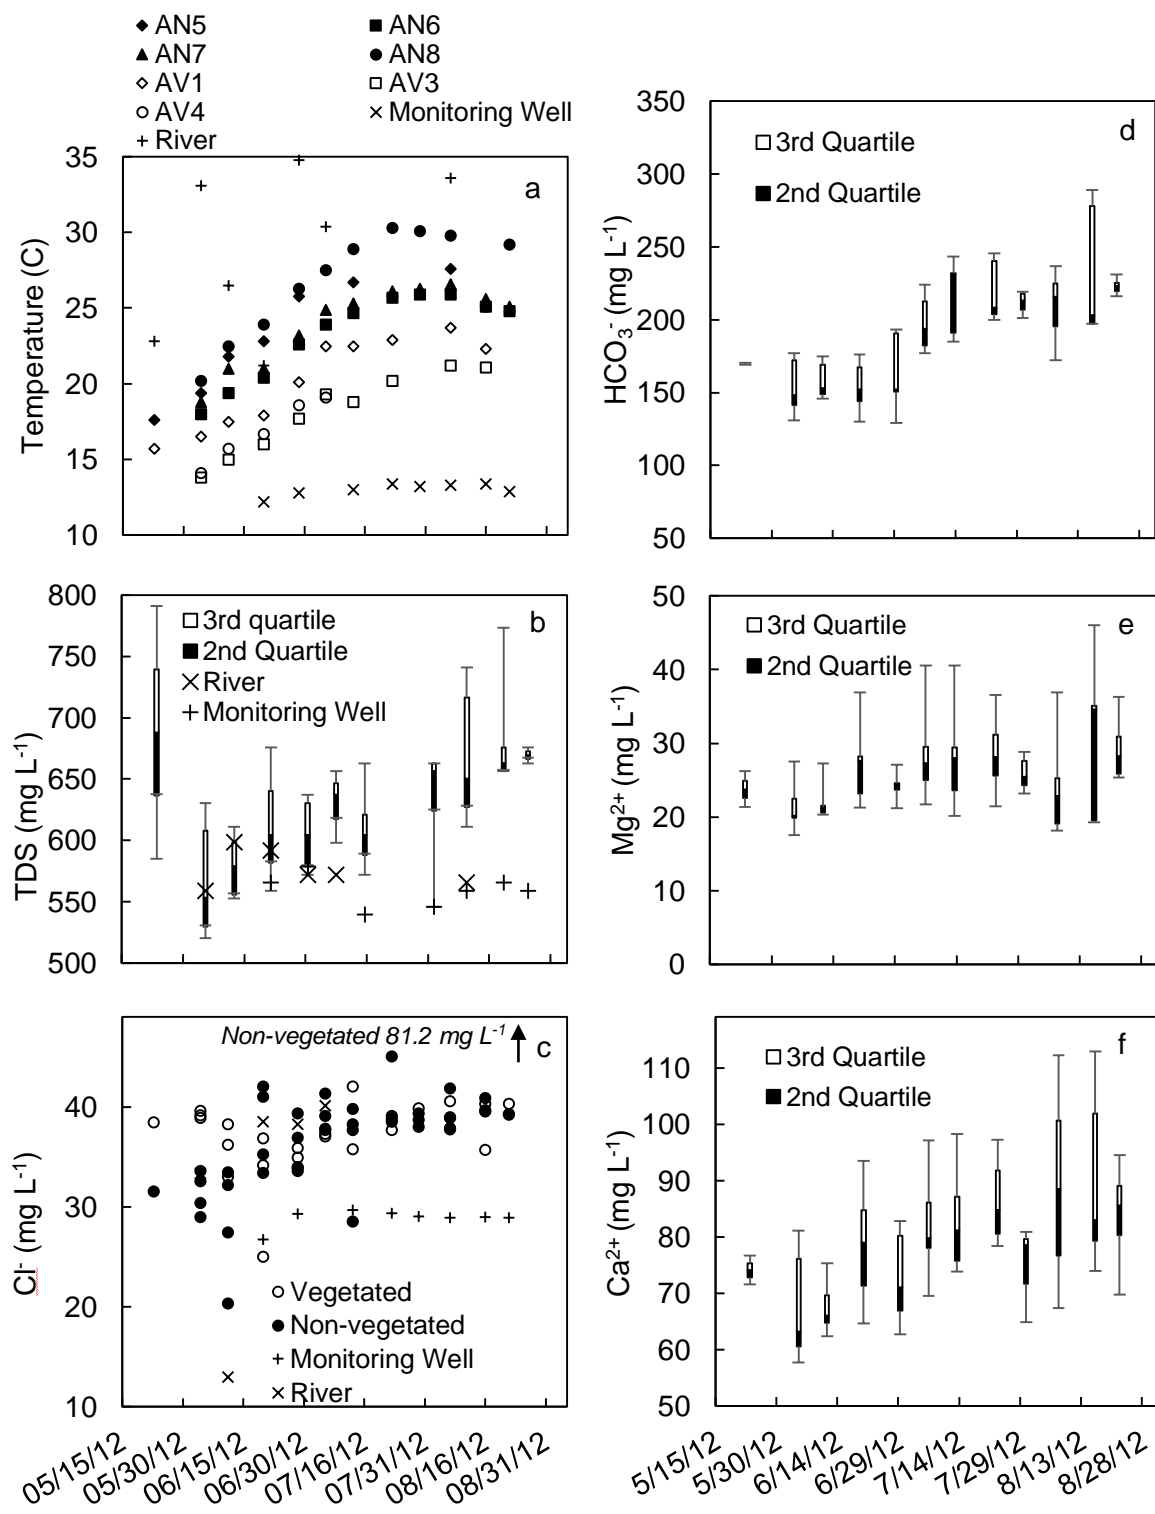 AN5 AN6
AN7 AN8
AV1 AV3
AV4 Monitoring Well
River
35
30
25
20
15
10
Temperature (C)
a
800
750
700
650
600
550
500
TDS (mg L-1)
3rd quartile
2nd Quartile
River
Monitoring Well
b
Non-vegetated 81.2 mg L-1
c
40
30
20
10
Cl- (mg L-1)
Vegetated
Non-vegetated
Monitoring Well
River
05/15/12
05/30/12
06/15/12
06/30/12
07/16/12
07/31/12
08/16/12
08/31/12
350
300
250
200
150
100
50
HCO3- (mg L-1)
3rd Quartile
2nd Quartile
d
50
40
30
20
10
0
Mg2+ (mg L-1)
3rd Quartile
2nd Quartile
e
110
100
90
80
70
60
50
Ca2+ (mg L-1)
3rd Quartile
2nd Quartile
f
5/15/12
5/30/12
6/14/12
6/29/12
7/14/12
7/29/12
8/13/12
8/28/12